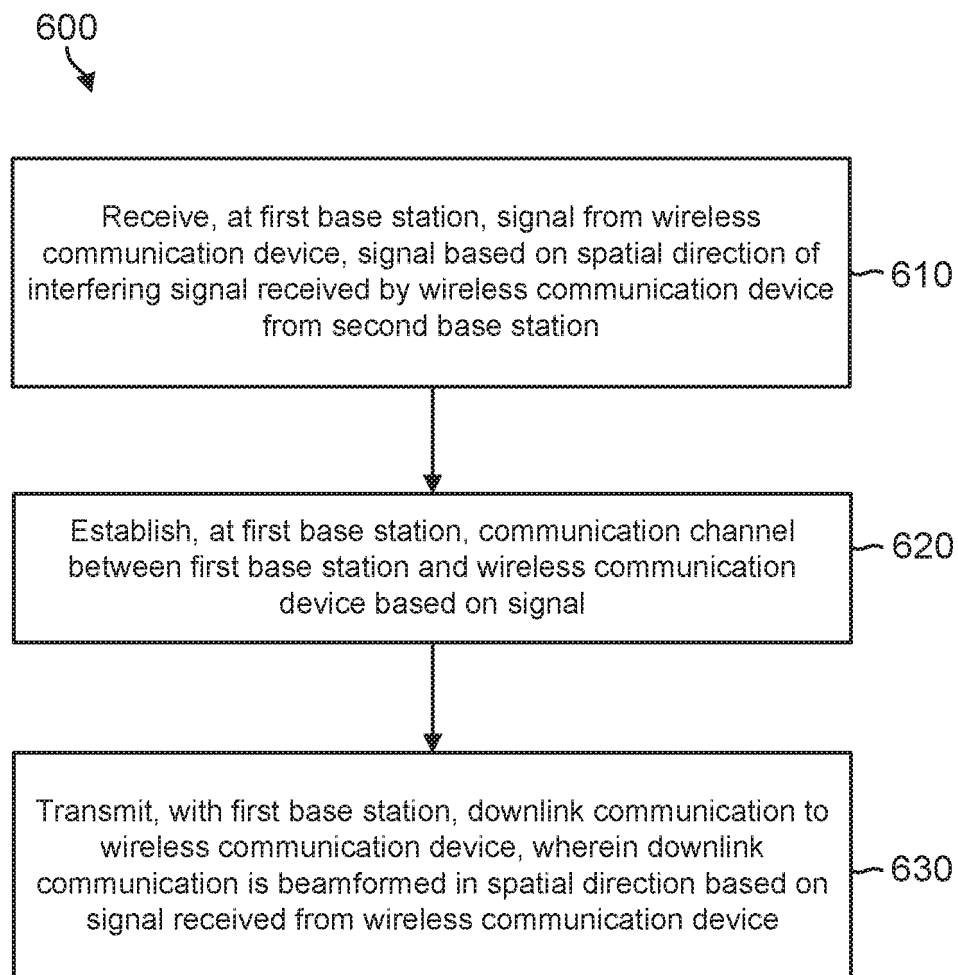 600
Receive, at first base station, signal from wireless
communication device, signal based on spatial direction of
interfering signal received by wireless communication device
from second base station
610
Establish, at first base station, communication channel
between first base station and wireless communication
device based on signal
620
Transmit, with first base station, downlink communication to
wireless communication device, wherein downlink
communication is beamformed in spatial direction based on
signal received from wireless communication device
630